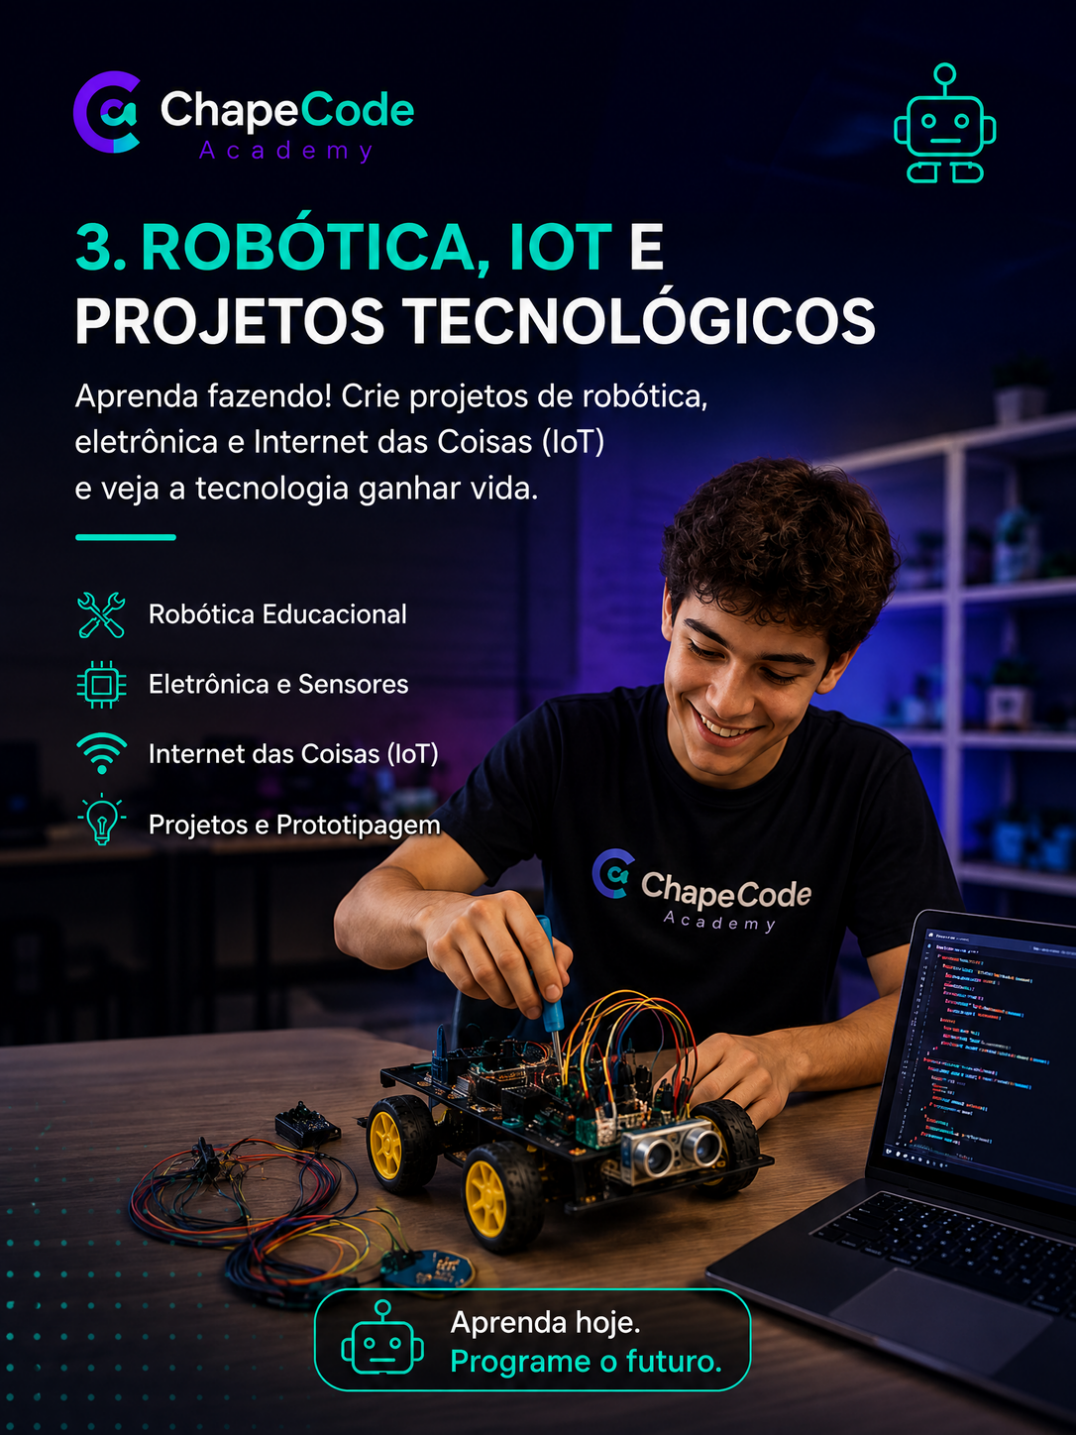 ChapeCode
Academy
3. ROBÓTICA, IOT E
PROJETOS TECNOLÓGICOS
Aprenda fazendo! Crie projetos de robótica,
eletrônica e Internet das Coisas (IoT)
e veja a tecnologia ganhar vida.
Robótica Educacional
Eletrônica e Sensores
Internet das Coisas (IoT)
Projetos e Prototipagem
ChapeCode
Academy
Aprenda hoje.
Programe o futuro.